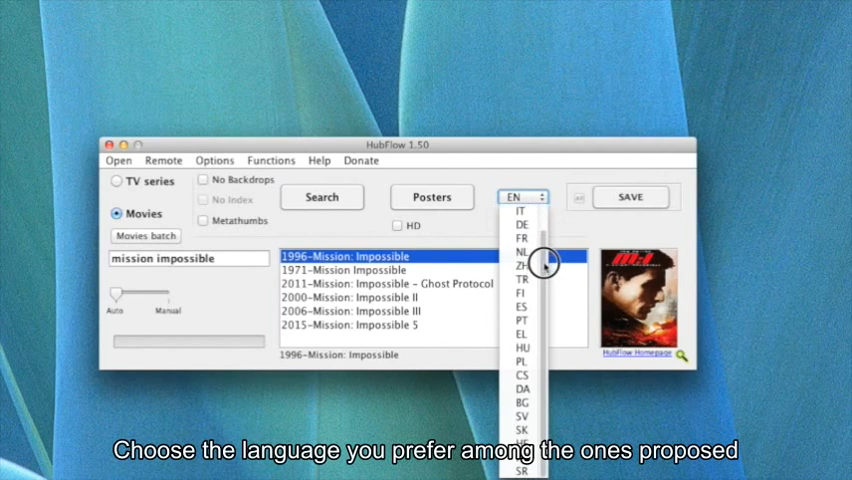 HubFlow 1.50
Open Remote Options Functions Help Donate
TV series
No Backdrops
No Index
Metathumbs
Search
Posters
EN
All
SAVE
Movies
HD
Movies batch
mission impossible
Auto
Manual
1996-Mission: Impossible
1971-Mission Impossible
2011-Mission: Impossible - Ghost Protocol
2000-Mission: Impossible II
2006-Mission: Impossible III
2015-Mission: Impossible 5
1996-Mission: Impossible
IT
DE
FR
NL
ZH
TR
FI
ES
PT
EL
HU
PL
CS
DA
BG
SV
SK
SR
M:I
HubFlow Homepage
Choose the language you prefer among the ones proposed